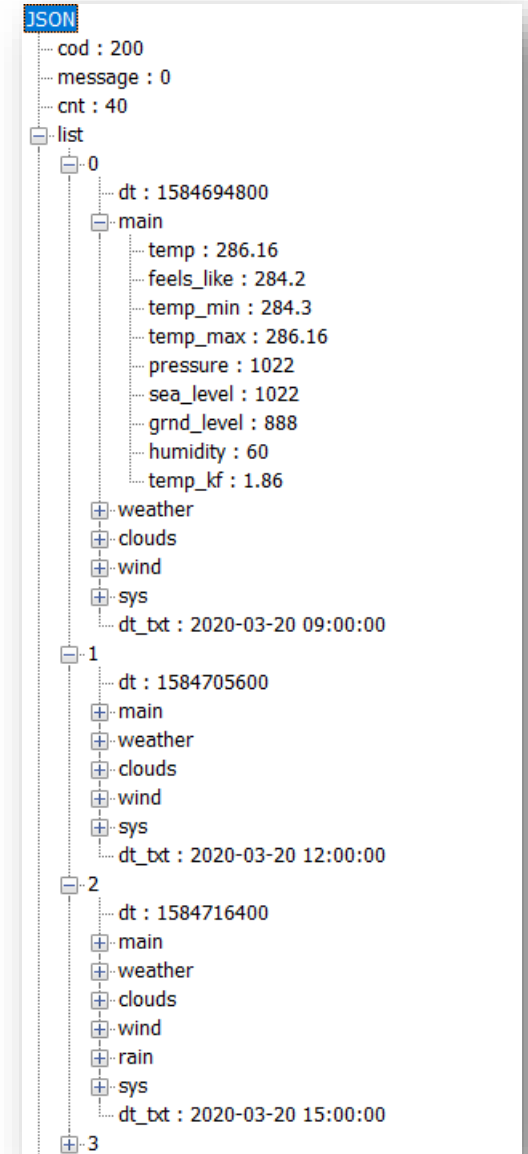 JSON
cod : 200
message : 0
cnt : 40
list
0
dt : 1584694800
main
temp : 286.16
feels_like : 284.2
temp_min : 284.3
temp_max : 286.16
pressure : 1022
sea_level : 1022
grnd_level : 888
humidity : 60
temp_kf : 1.86
weather
clouds
wind
sys
dt_txt : 2020-03-20 09:00:00
1
dt : 1584705600
main
weather
clouds
wind
sys
dt_txt : 2020-03-20 12:00:00
2
dt : 1584716400
main
weather
clouds
wind
rain
sys
dt_txt : 2020-03-20 15:00:00
3